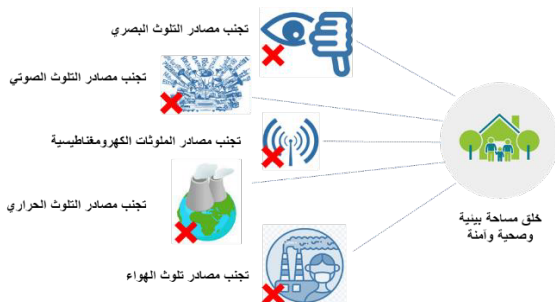 تجنب مصادر التلوث البصري
تجنب مصادر التلوث الصوتي
تجنب مصادر الملوثات الكهرومغناطيسية
تجنب مصادر التلوث الحراري
تجنب مصادر تلوث الهواء
خلق مساحة بيئية
وصحية وآمنة